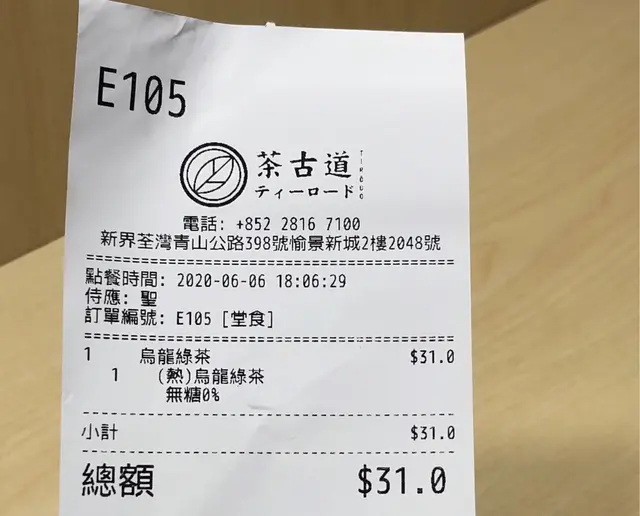 E105
茶古道
ティーロード
電話: +852 2816 7100
新界荃灣青山公路398號愉景新城2樓2048號
點餐時間: 2020-06-06 18:06:29
侍應: 聖
訂單編號: E105 [堂食]
1 烏龍綠茶 $31.0
1 (熱)烏龍綠茶
無糖0%
小計 $31.0
總額 $31.0